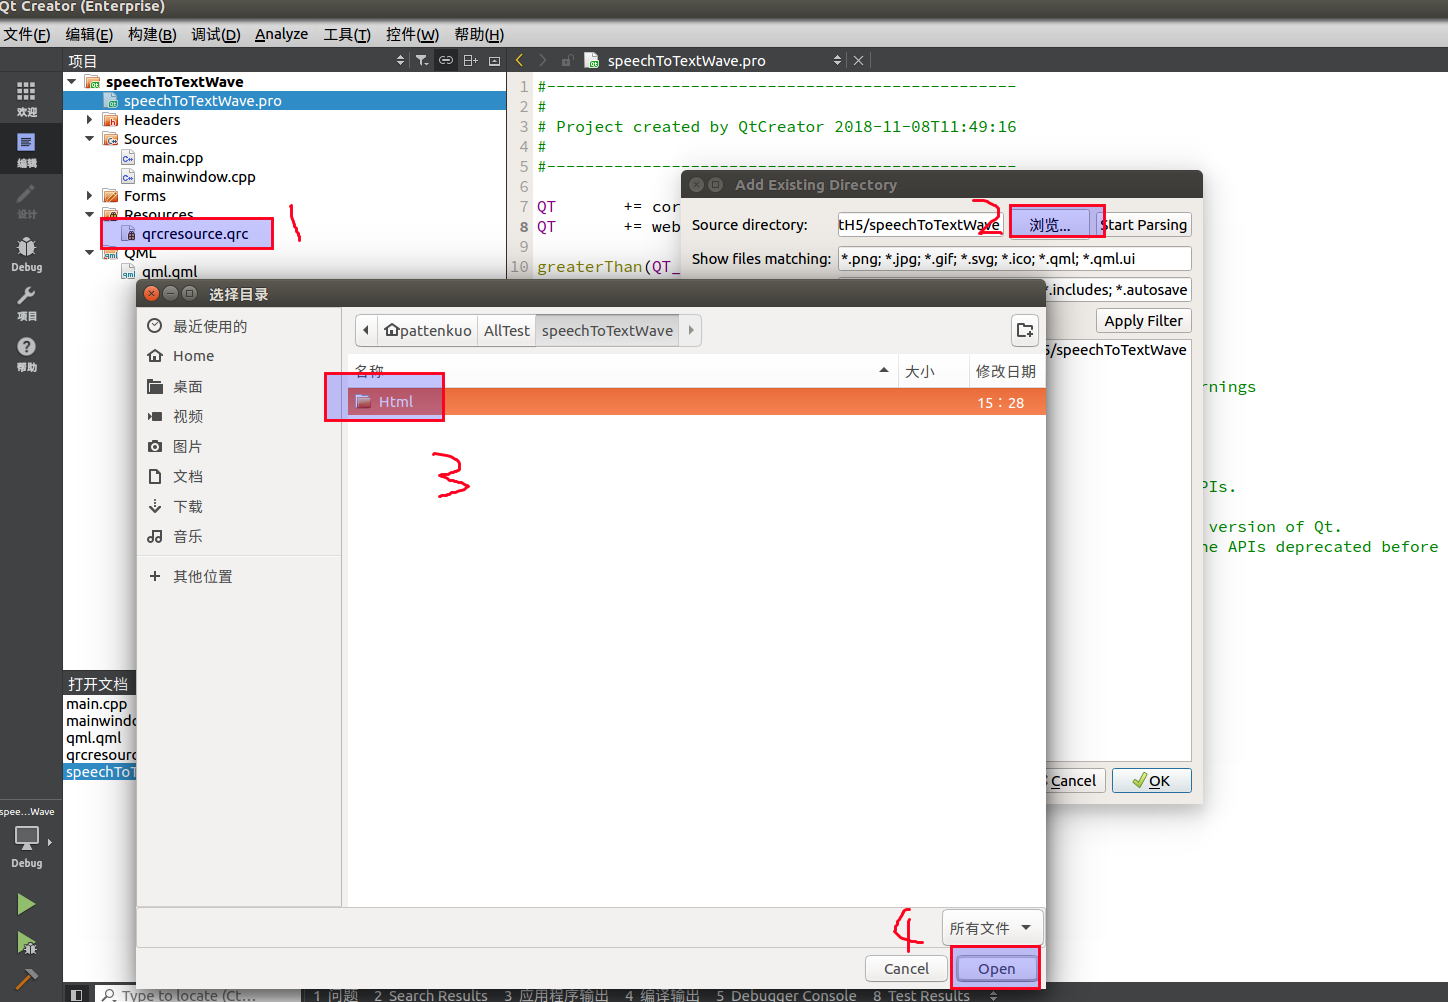 Qt Creator (Enterprise)
文件(F) 编辑(E) 构建(B) 调试(D) Analyze 工具(T) 控件(W) 帮助(H)
项目
speechToTextWave.pro
欢迎
编辑
设计
Debug
项目
帮助
speechToTextWave
speechToTextWave.pro
Headers
Sources
main.cpp
mainwindow.cpp
Forms
Resources
qrcresource.qrc
QML
qml.qml
1
1 #-----------------------------------------------
2 #
3 # Project created by QtCreator 2018-11-08T11:49:16
4 #
5 #-----------------------------------------------
6
7 QT += cor
8 QT += web
9
10 greaterThan(QT_
rnings
PIs.
version of Qt.
he APIs deprecated before
Add Existing Directory
Source directory: tH5/speechToTextWave 2 浏览... Start Parsing
Show files matching: *.png; *.jpg; *.gif; *.svg; *.ico; *.qml; *.qml.ui
*.includes; *.autosave
Apply Filter
5/speechToTextWave
Cancel OK
选择目录
最近使用的
Home
桌面
视频
图片
文档
下载
音乐
其他位置
pattenkuo AllTest speechToTextWave
名称 大小 修改日期
Html 15：28
3
4
所有文件
Cancel Open
打开文档
main.cpp
mainwindo
qml.qml
qrcresourc
speechToT
spee...Wave
Debug
Type to locate (Ct...
1 问题 2 Search Results 3 应用程序输出 4 编译输出 5 Debugger Console 8 Test Results